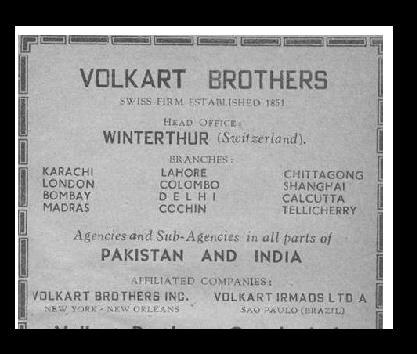 VOLKART BROTHERS
SWISS FIRM ESTABLISHED 1851
HEAD OFFICE:
WINTERTHUR (Switzerland).
BRANCHES:
KARACHI LAHORE CHITTAGONG
LONDON COLOMBO SHANGHAI
BOMBAY DELHI CALCUTTA
MADRAS COCHIN TELLICHERRY
Agencies and Sub-Agencies in all parts of
PAKISTAN AND INDIA
AFFILIATED COMPANIES:
VOLKART BROTHERS INC. VOLKART IRMAOS LTD A
NEW YORK - NEW ORLEANS SAO PAULO (BRAZIL)